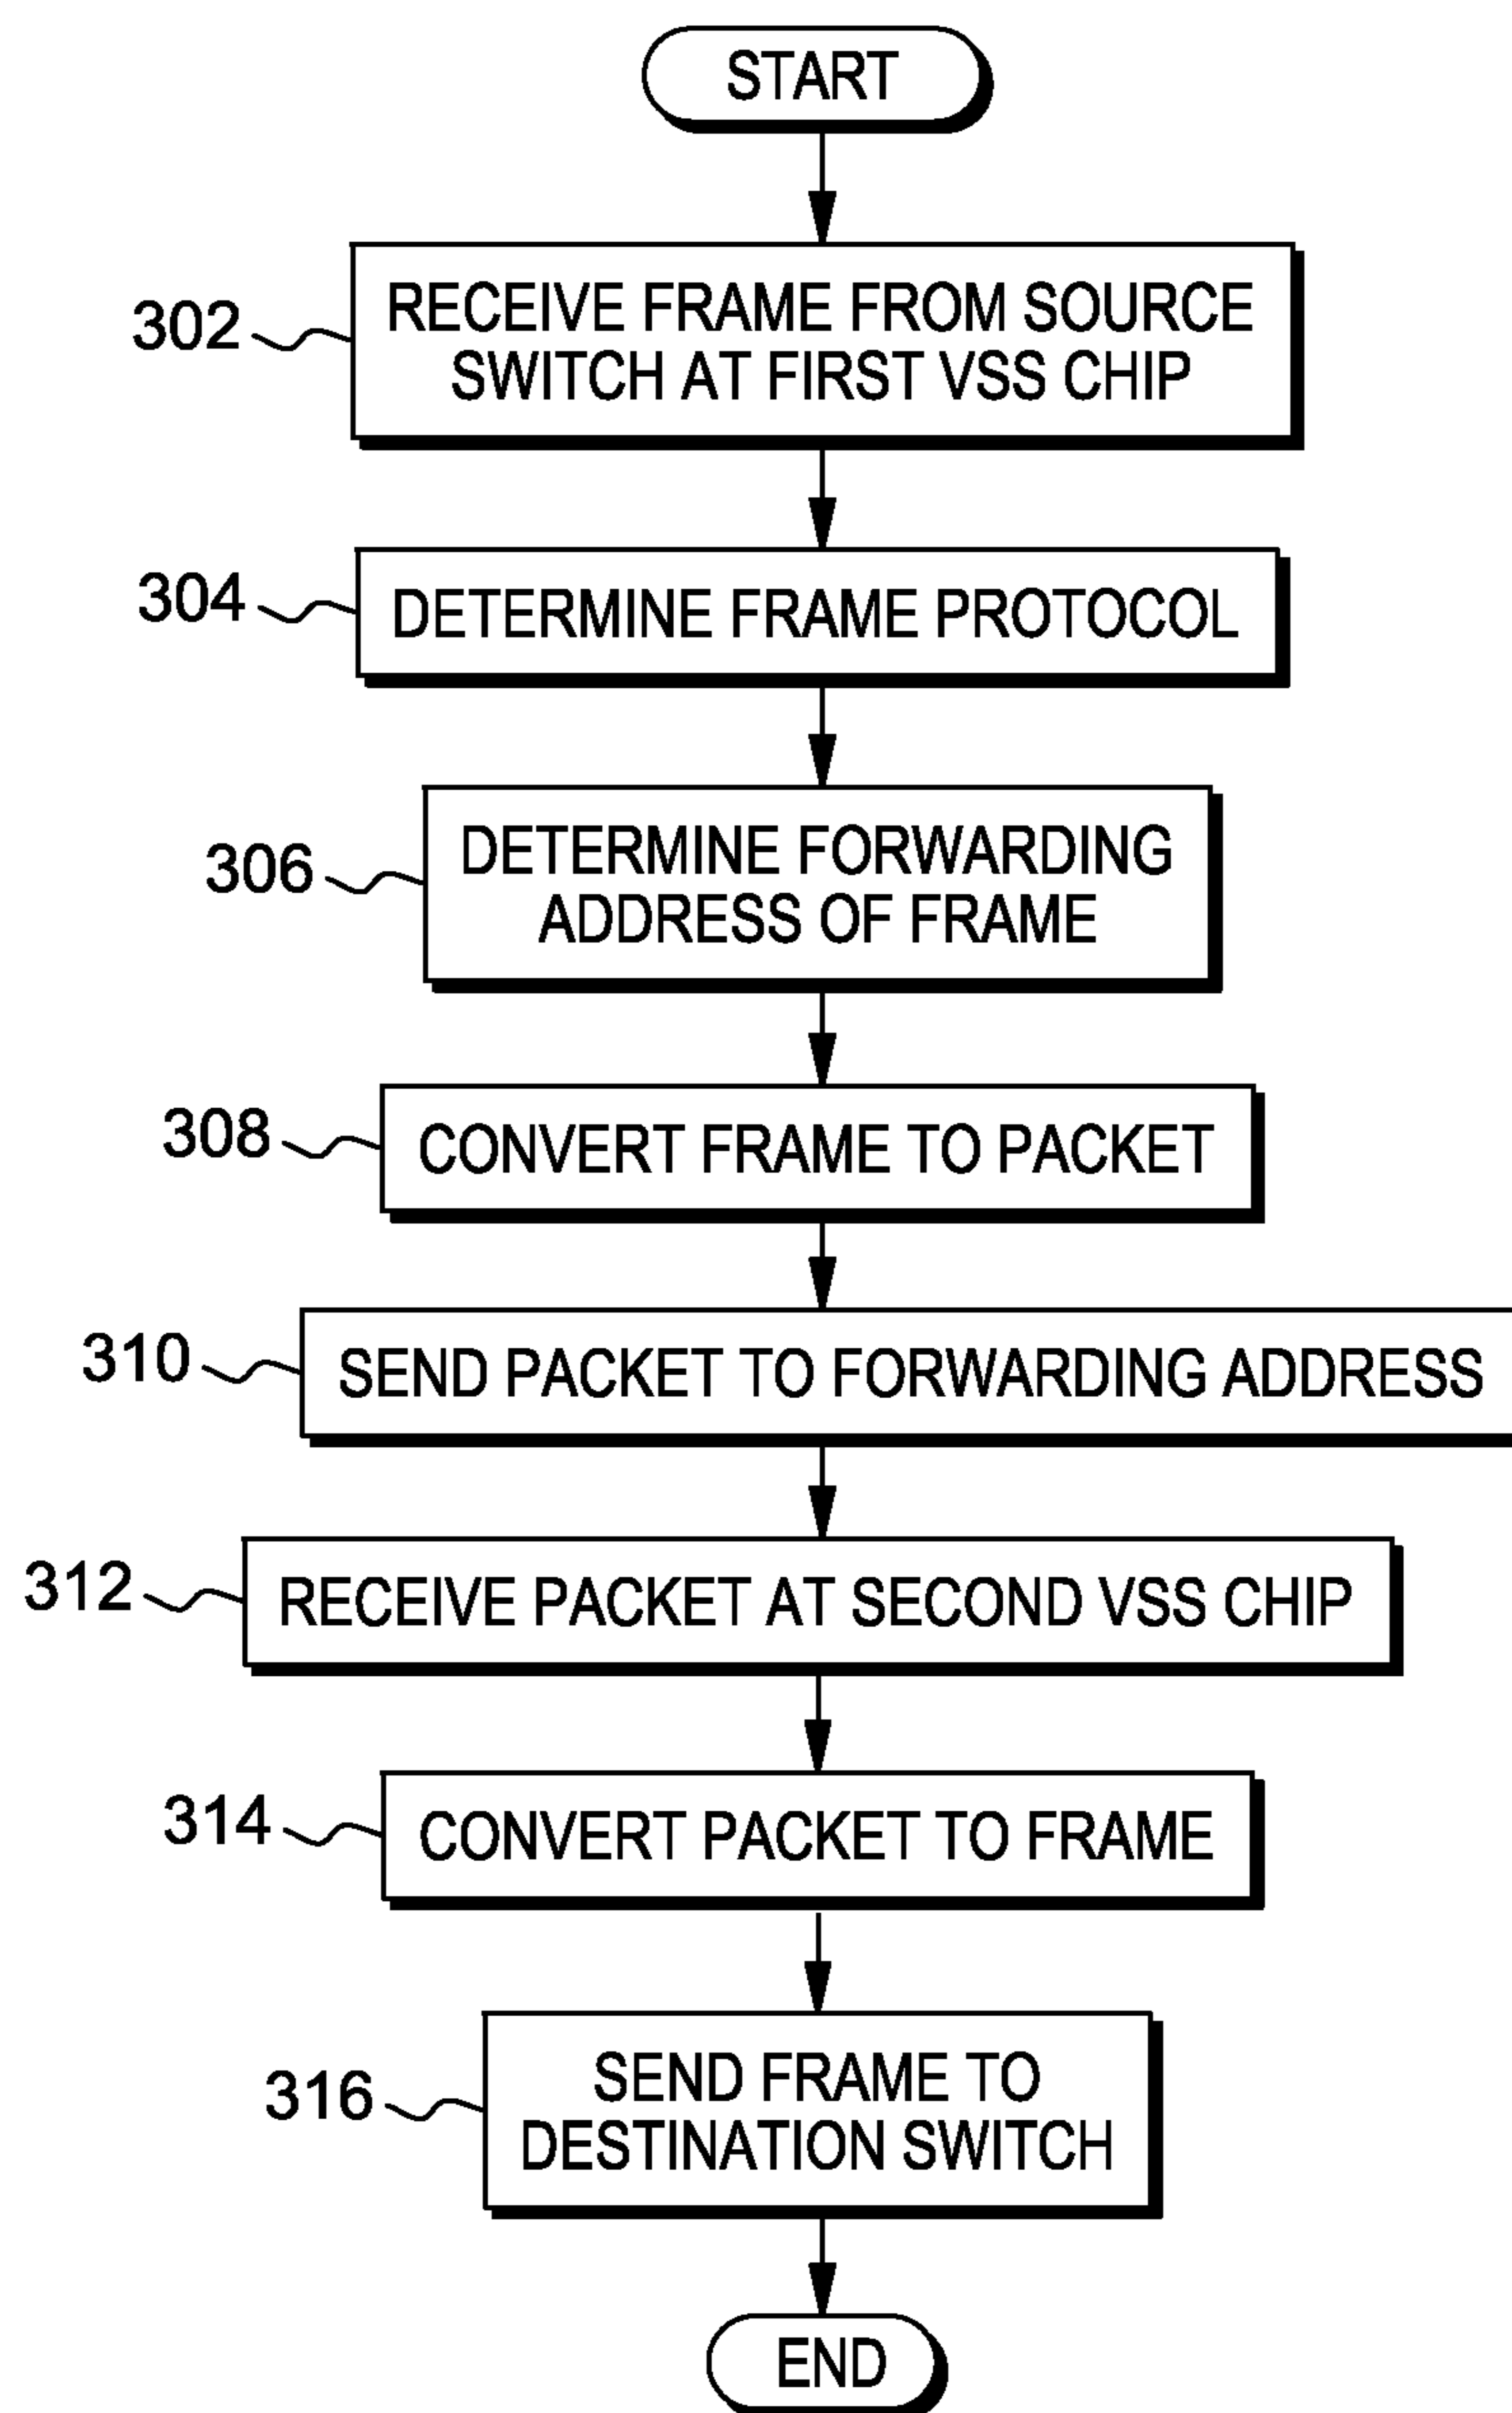 START
302
RECEIVE FRAME FROM SOURCE
SWITCH AT FIRST VSS CHIP
304
DETERMINE FRAME PROTOCOL
306
DETERMINE FORWARDING
ADDRESS OF FRAME
308
CONVERT FRAME TO PACKET
310
SEND PACKET TO FORWARDING ADDRESS
312
RECEIVE PACKET AT SECOND VSS CHIP
314
CONVERT PACKET TO FRAME
316
SEND FRAME TO
DESTINATION SWITCH
END